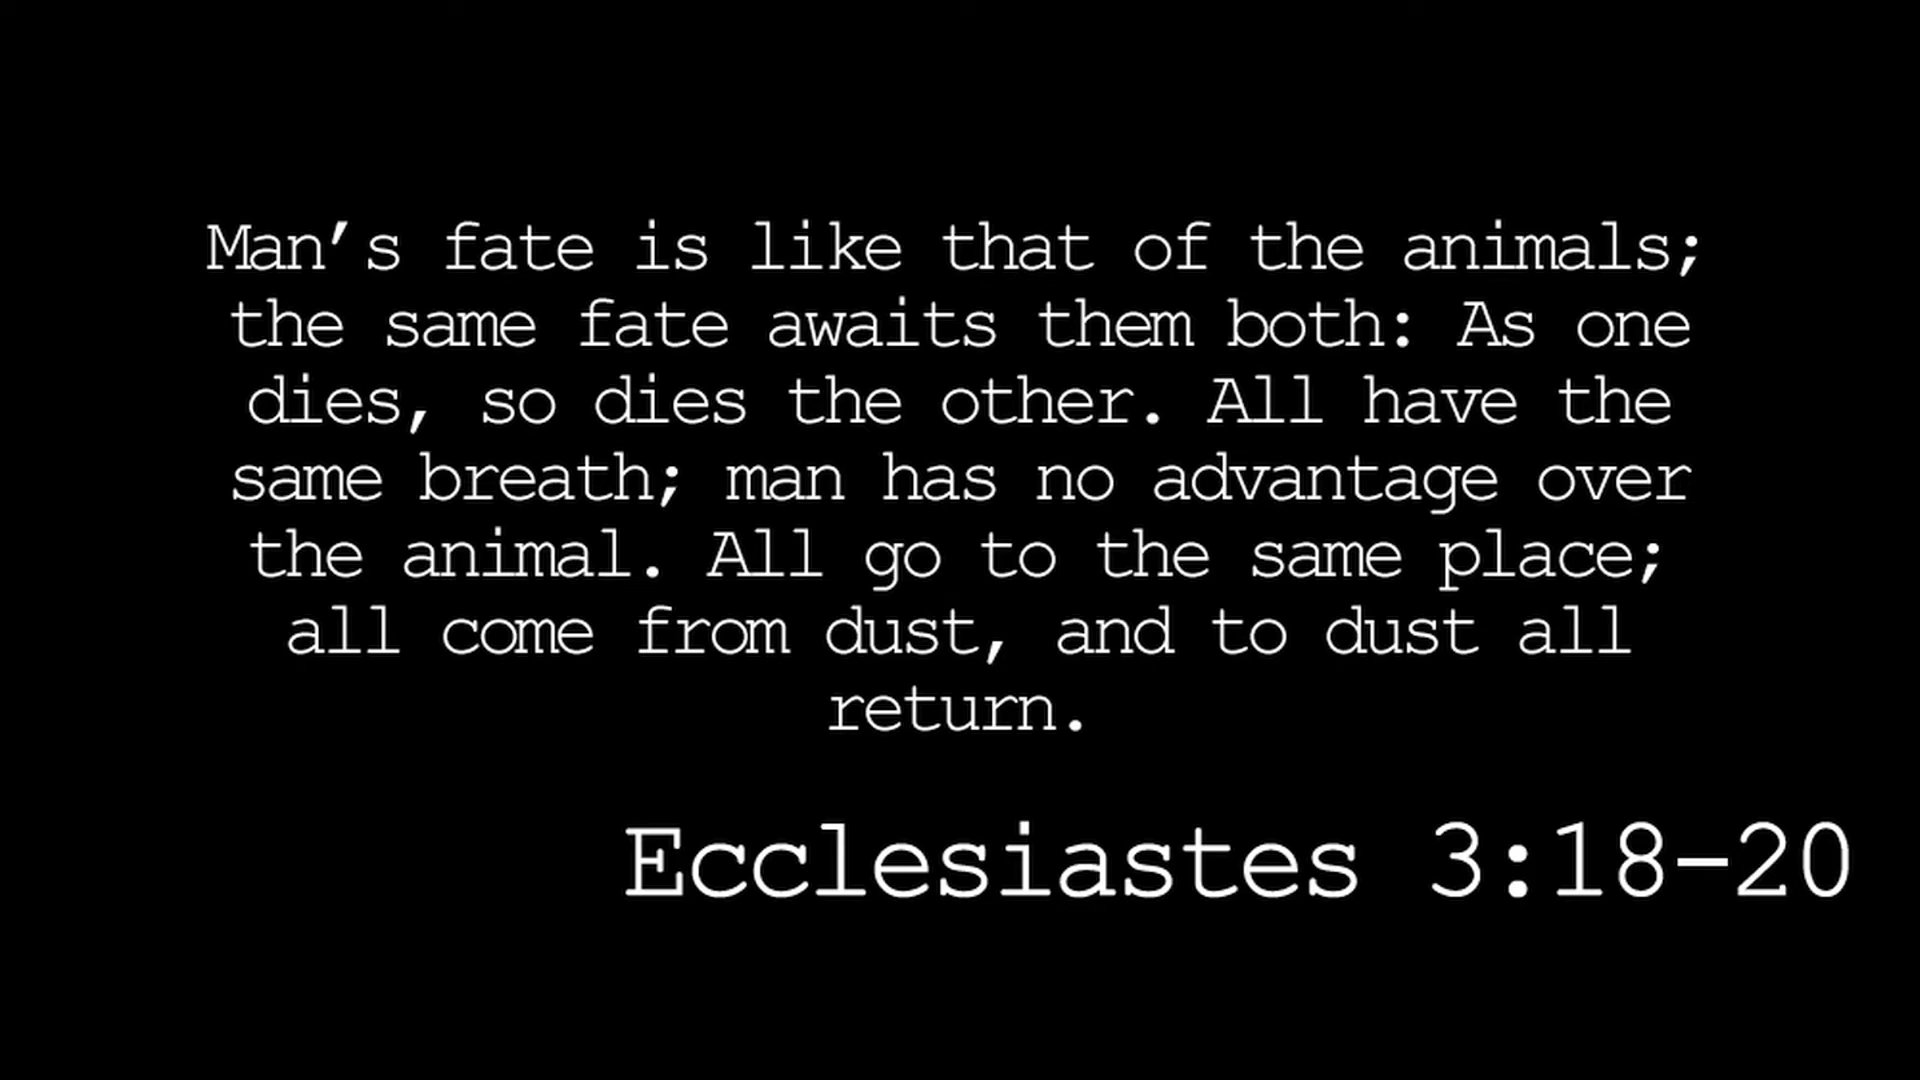 Man's fate is like that of the animals;
the same fate awaits them both: As one
dies, so dies the other. All have the
same breath; man has no advantage over
the animal. All go to the same place;
all come from dust, and to dust all
return.
Ecclesiastes 3:18-20